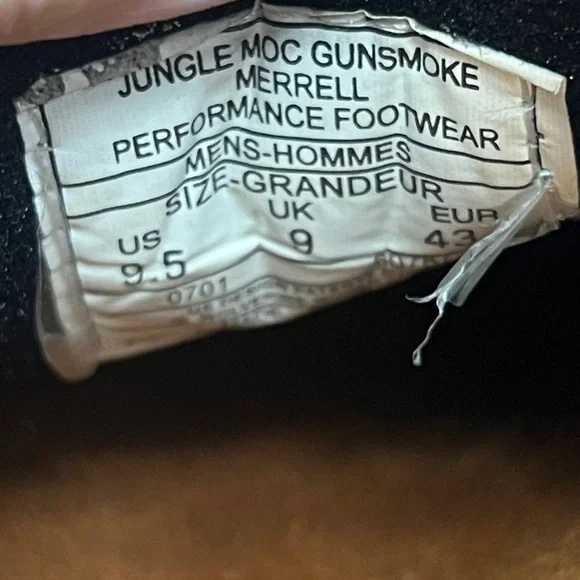 JUNGLE MOC GUNSMOKE
MERRELL
PERFORMANCE FOOTWEAR
MENS-HOMMES
SIZE-GRANDEUR
US UK EUR
9.5 9 43
0701